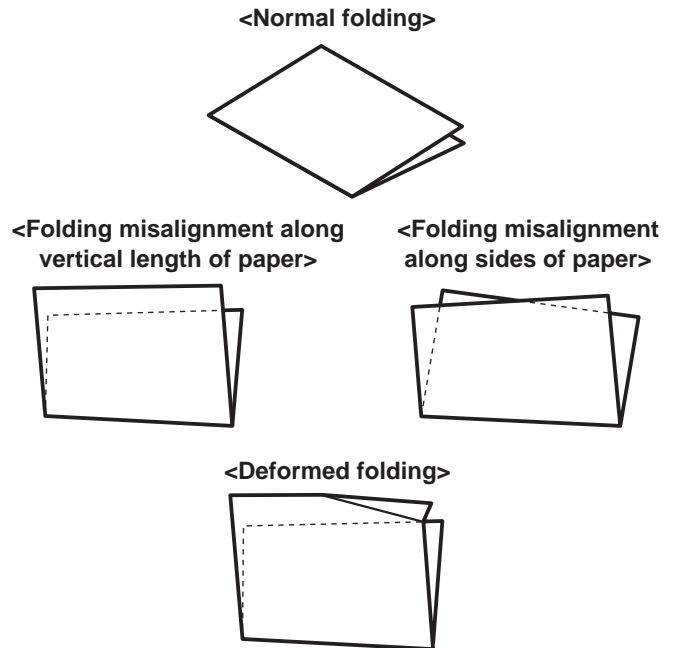 <Normal folding>
<Folding misalignment along
vertical length of paper>
<Folding misalignment
along sides of paper>
<Deformed folding>